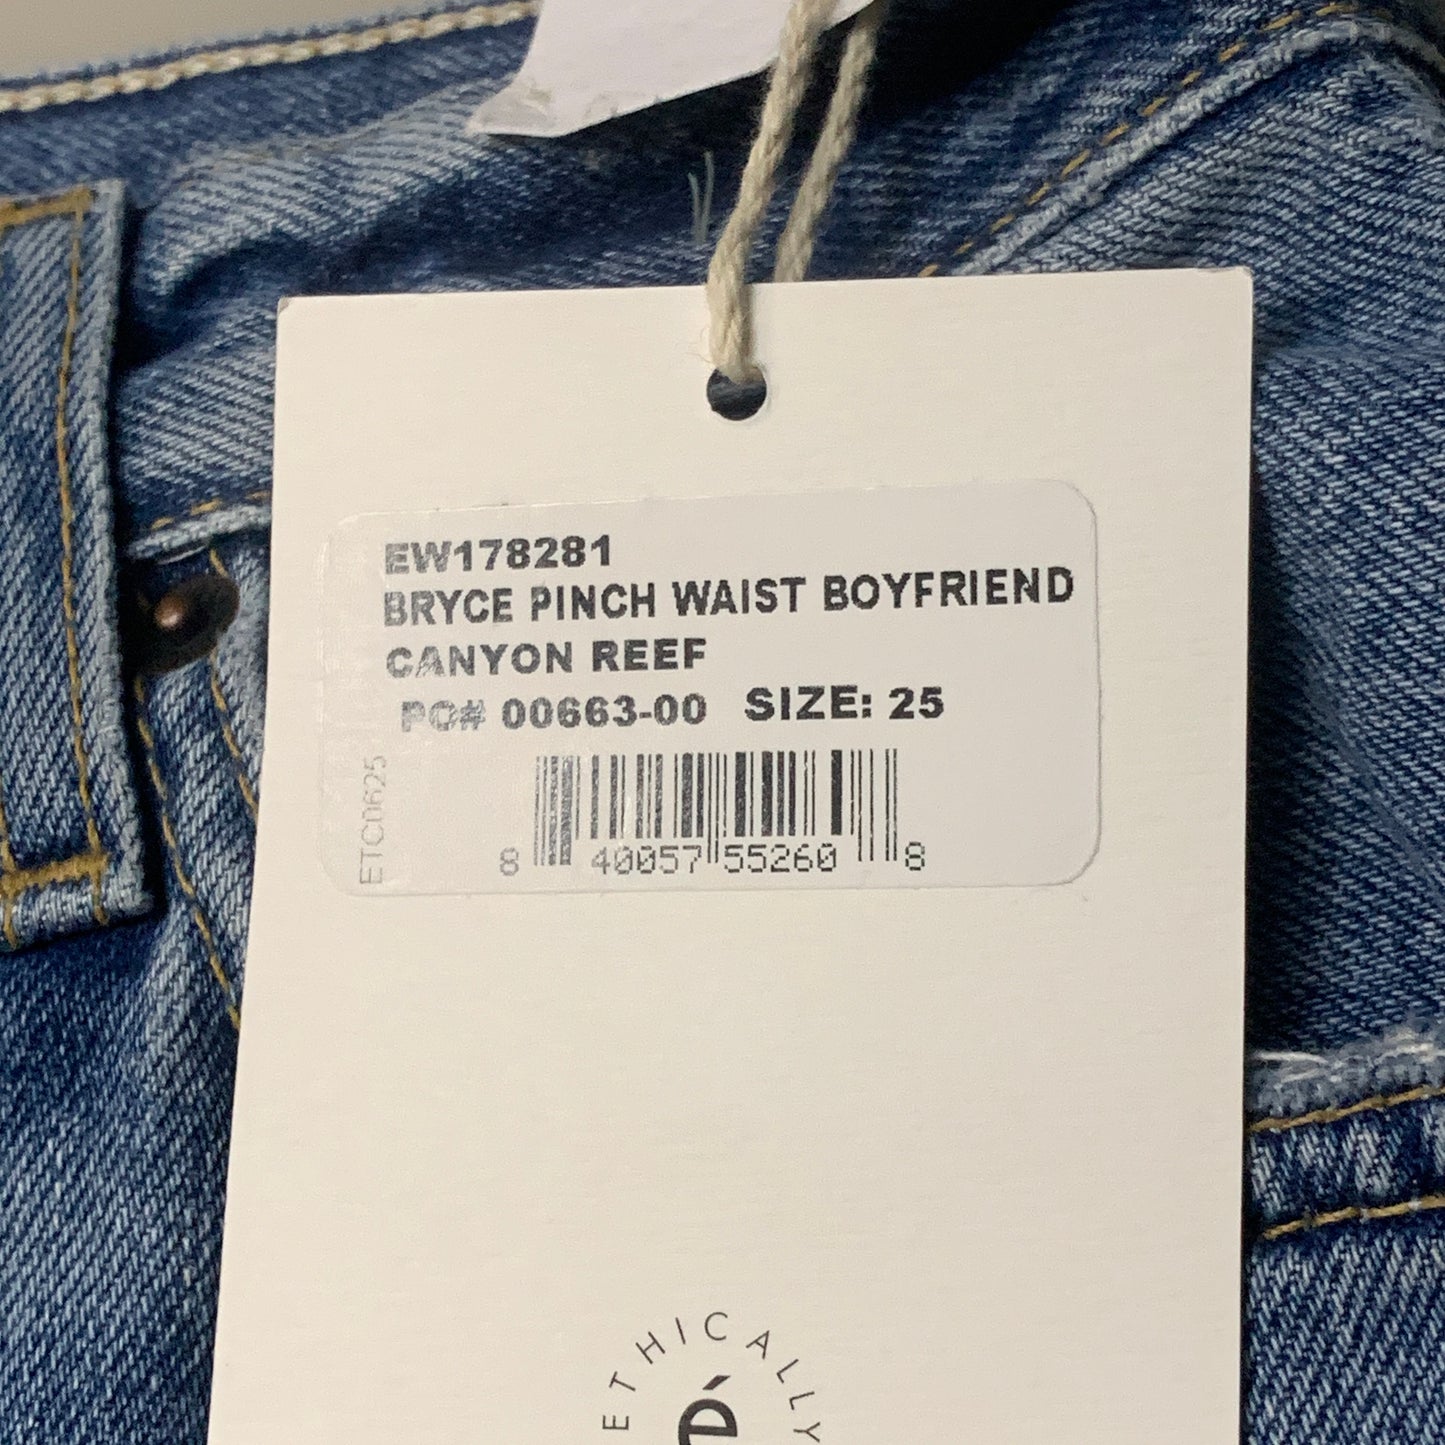 EW178281
BRYCE PINCH WAIST BOYFRIEND
CANYON REEF
PO# 00663-00 SIZE: 25
ETC0625
8 40057 55260 8
ETHICALLY